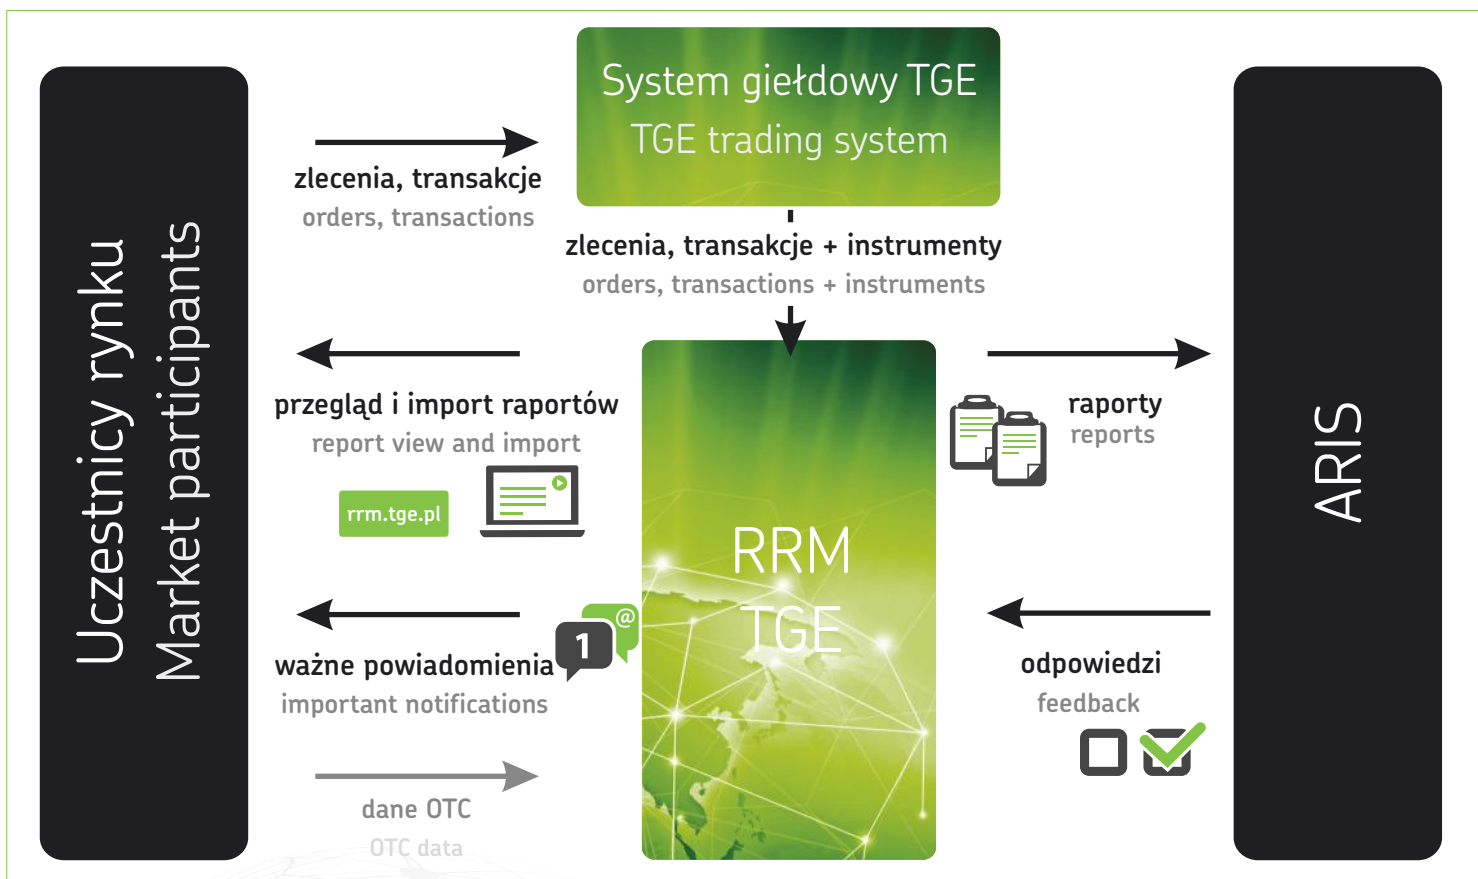 System giełdowy TGE
TGE trading system
zlecenia, transakcje
orders, transactions
zlecenia, transakcje + instrumenty
orders, transactions + instruments
Uczestnicy rynku
Market participants
przegląd i import raportów
report view and import
rrm.tge.pl
RRM
TGE
raporty
reports
ARIS
1
@
ważne powiadomienia
important notifications
odpowiedzi
feedback
dane OTC
OTC data